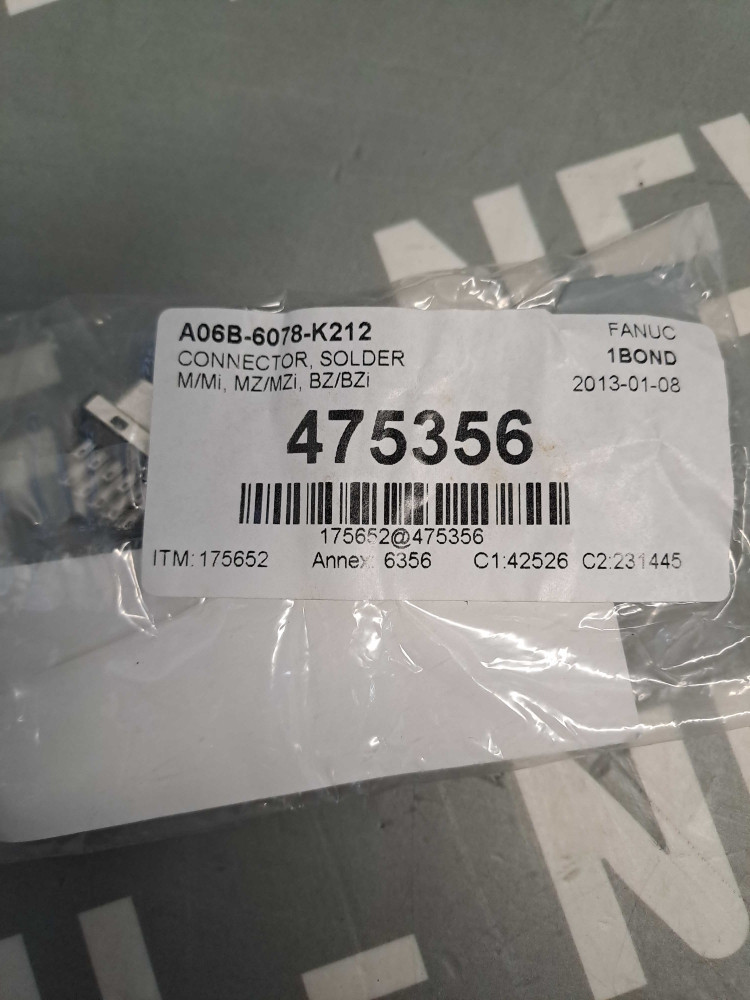 NEW
A06B-6078-K212
FANUC
CONNECTOR, SOLDER
1BOND
M/Mi, MZ/MZi, BZ/BZi
2013-01-08
475356
175652@475356
ITM: 175652 Annex: 6356 C1:42526 C2:231445